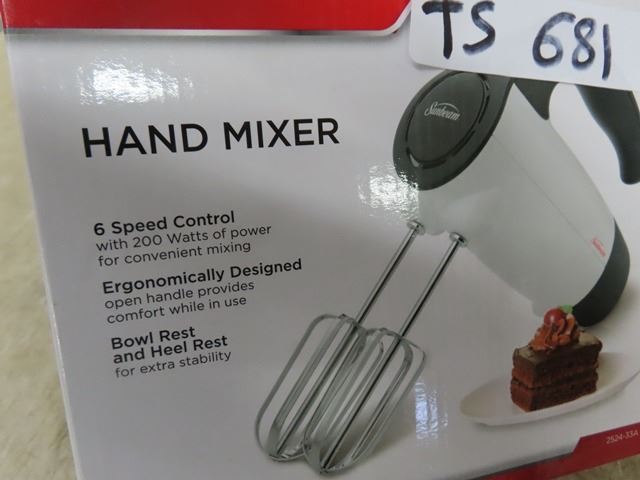 TS 681
Sunbeam
HAND MIXER
6 Speed Control
with 200 Watts of power
for convenient mixing
Ergonomically Designed
open handle provides
comfort while in use
Bowl Rest
and Heel Rest
for extra stability
Sunbeam
2524-33A